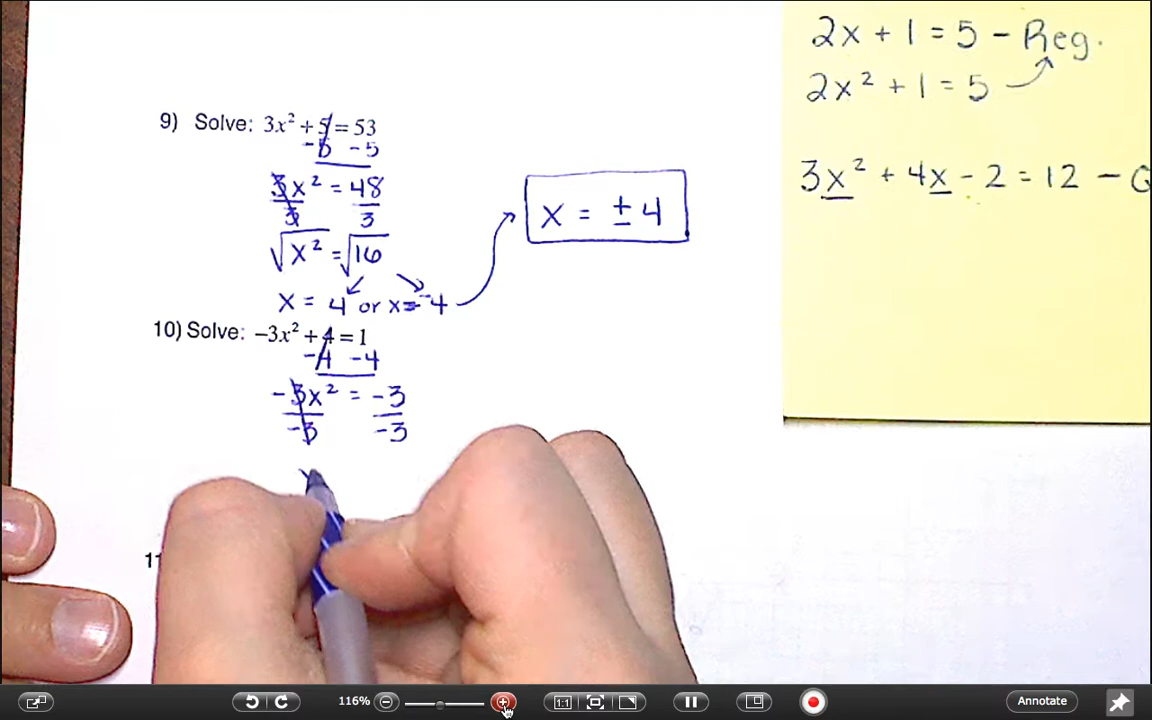 9) Solve: 3x² + 5 = 53
-5 -5
3x² = 48
3 3
√x² = √16
x = 4 or x = -4
x = ±4
10) Solve: -3x² + 4 = 1
-4 -4
-3x² = -3
-3 -3
2x + 1 = 5 - Reg.
2x² + 1 = 5
3x² + 4x - 2 = 12 -
116%
1:1
Annotate